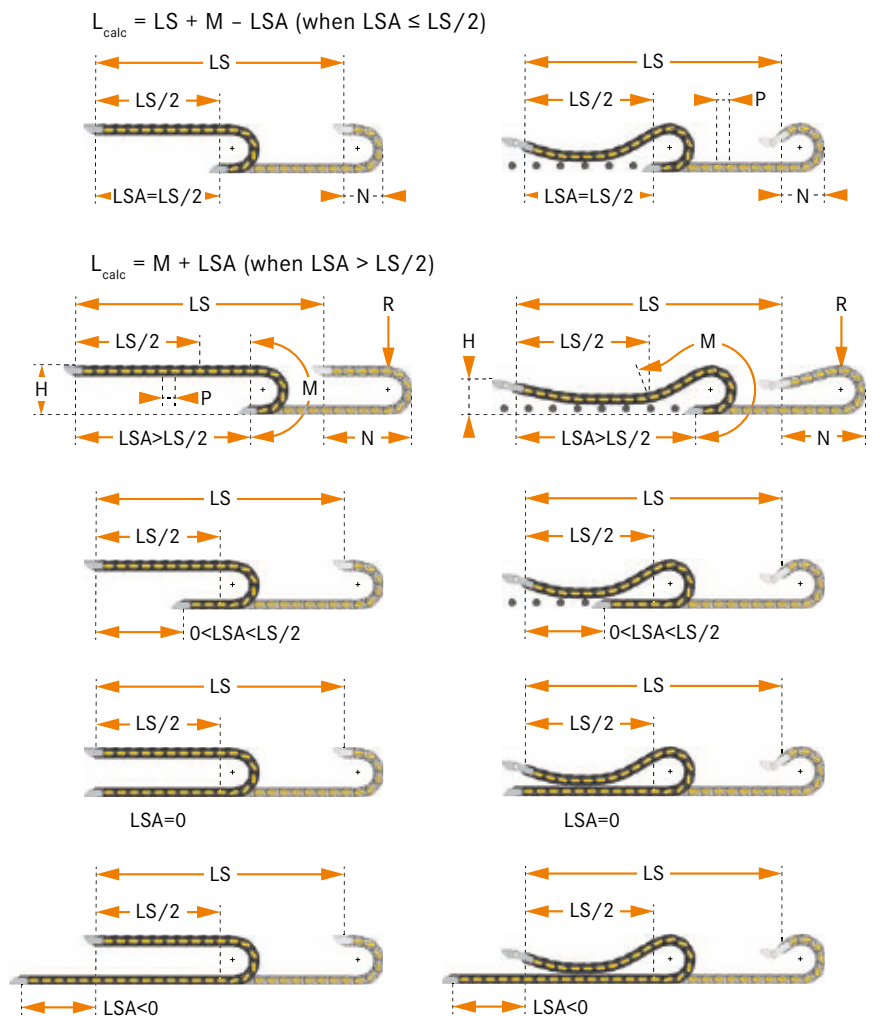 L_calc = LS + M – LSA (when LSA ≤ LS/2)
LS
LS
LS/2
LS/2
P
LSA=LS/2
N
LSA=LS/2
N
L_calc = M + LSA (when LSA > LS/2)
LS
R
LS
R
LS/2
LS/2
H
M
H
P
M
LSA>LS/2
N
LSA>LS/2
N
LS
LS
LS/2
LS/2
0<LSA<LS/2
0<LSA<LS/2
LS
LS
LS/2
LS/2
LSA=0
LSA=0
LS
LS
LS/2
LS/2
LSA<0
LSA<0